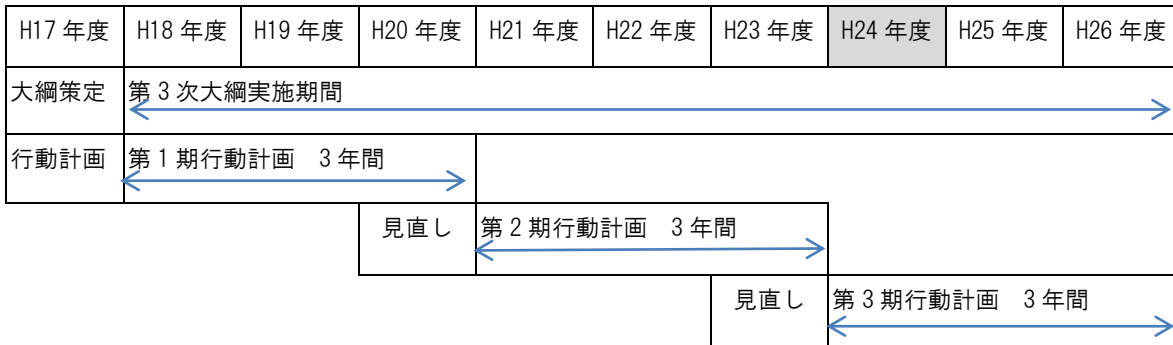 H17 年度 H18 年度 H19 年度 H20 年度 H21 年度 H22 年度 H23 年度 H24 年度 H25 年度 H26 年度
大綱策定 第 3 次大綱実施期間
行動計画 第 1 期行動計画　3 年間
見直し 第 2 期行動計画　3 年間
見直し 第 3 期行動計画　3 年間